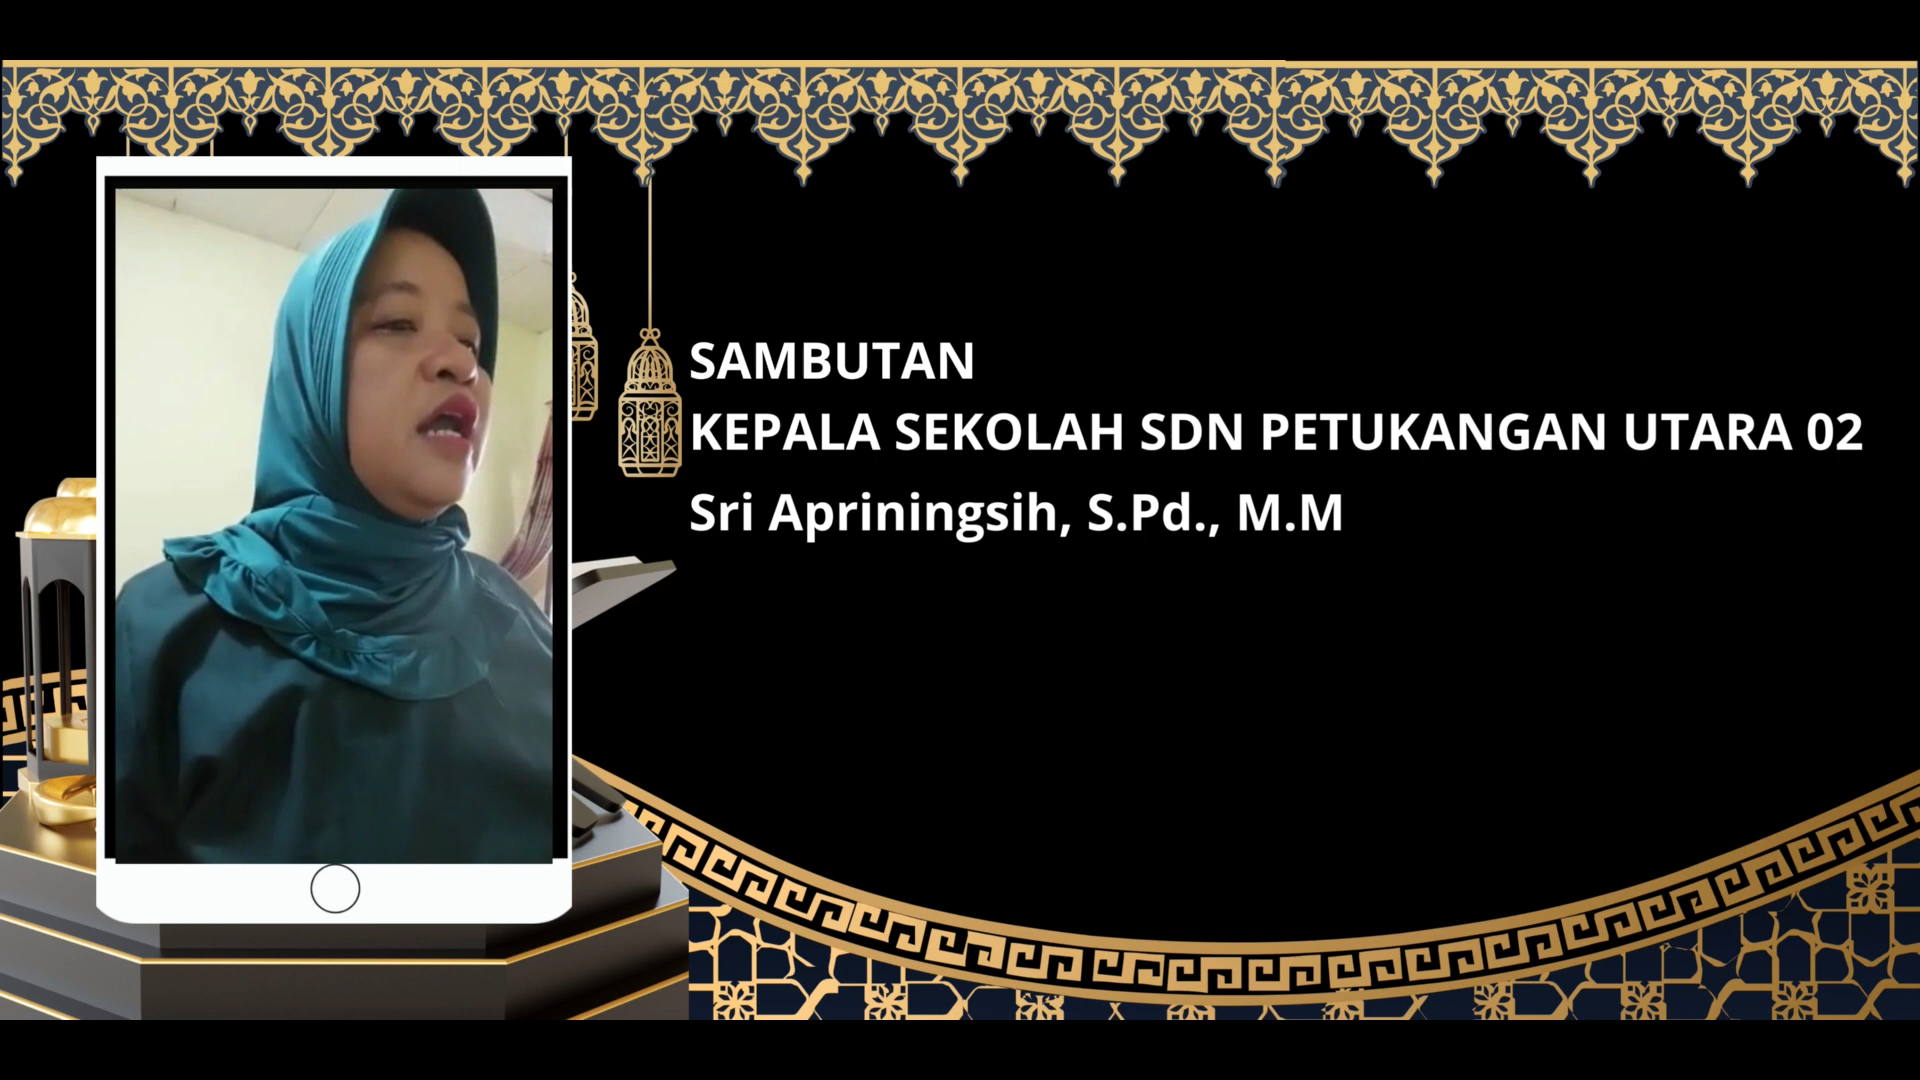 SAMBUTAN
KEPALA SEKOLAH SDN PETUKANGAN UTARA 02
Sri Apriningsih, S.Pd., M.M